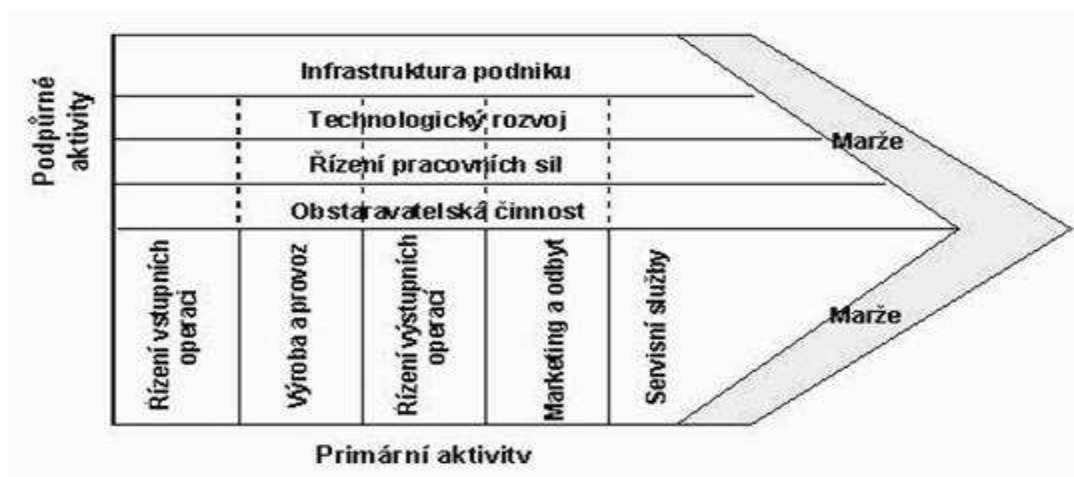 Podpůrné
aktivity
Infrastruktura podniku
Technologický rozvoj
Řízení pracovních sil
Obstaravatelská činnost
Marže
Řízení vstupních
operací
Výroba a provoz
Řízení výstupních
operací
Marketing a odbyt
Servisní služby
Marže
Primární aktivity